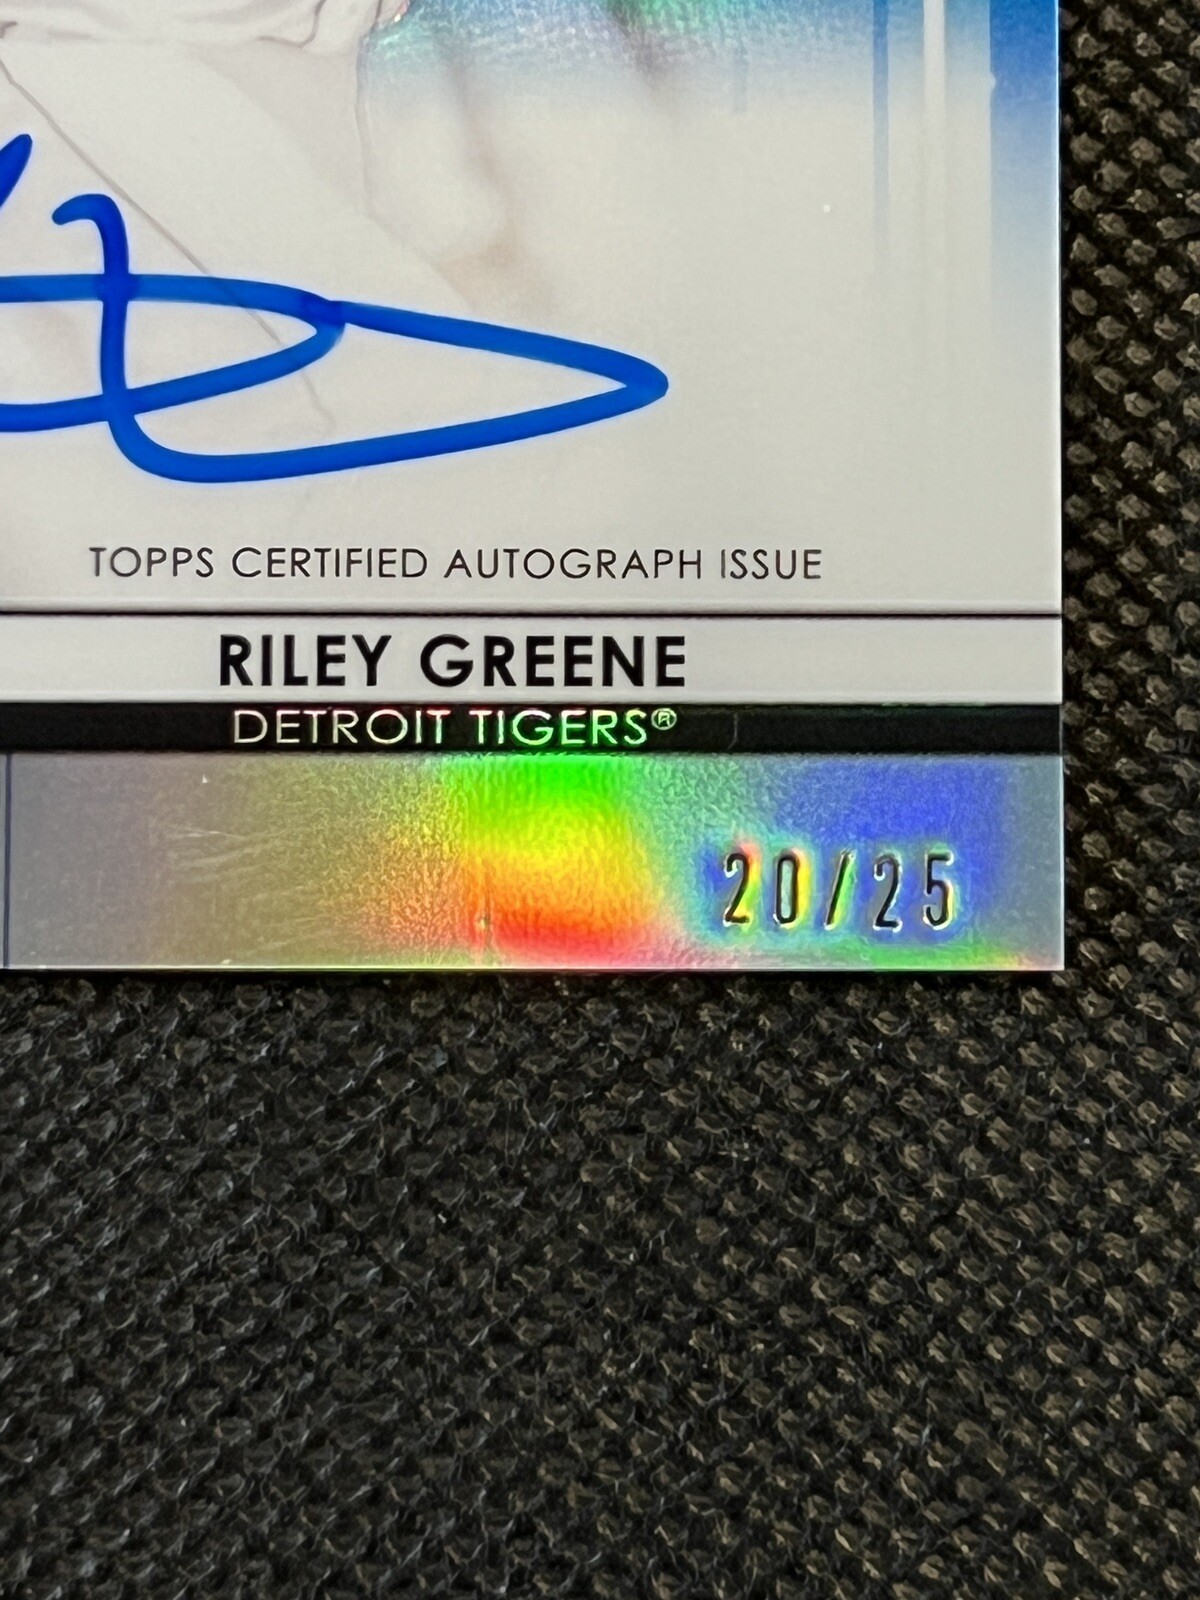 TOPPS CERTIFIED AUTOGRAPH ISSUE
RILEY GREENE
DETROIT TIGERS®
20/25